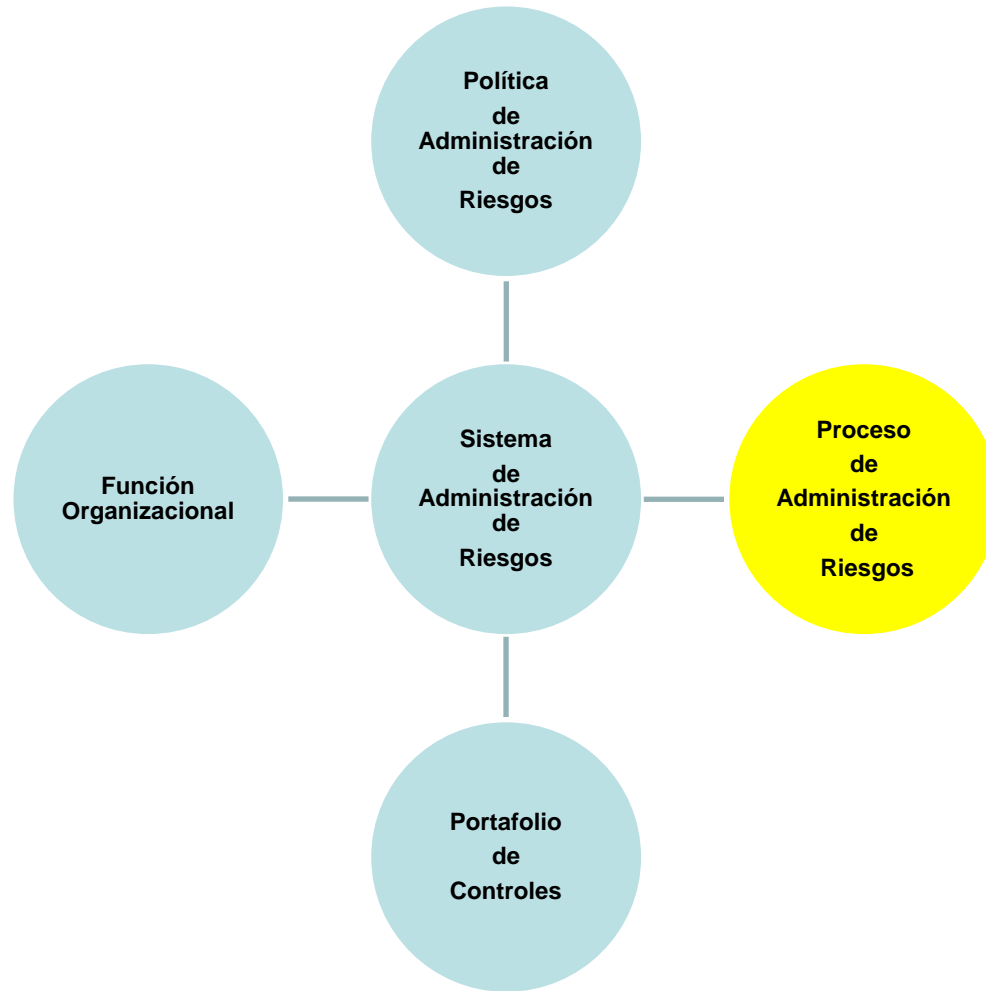 Política
de
Administración
de
Riesgos
Función
Organizacional
Sistema
de
Administración
de
Riesgos
Proceso
de
Administración
de
Riesgos
Portafolio
de
Controles